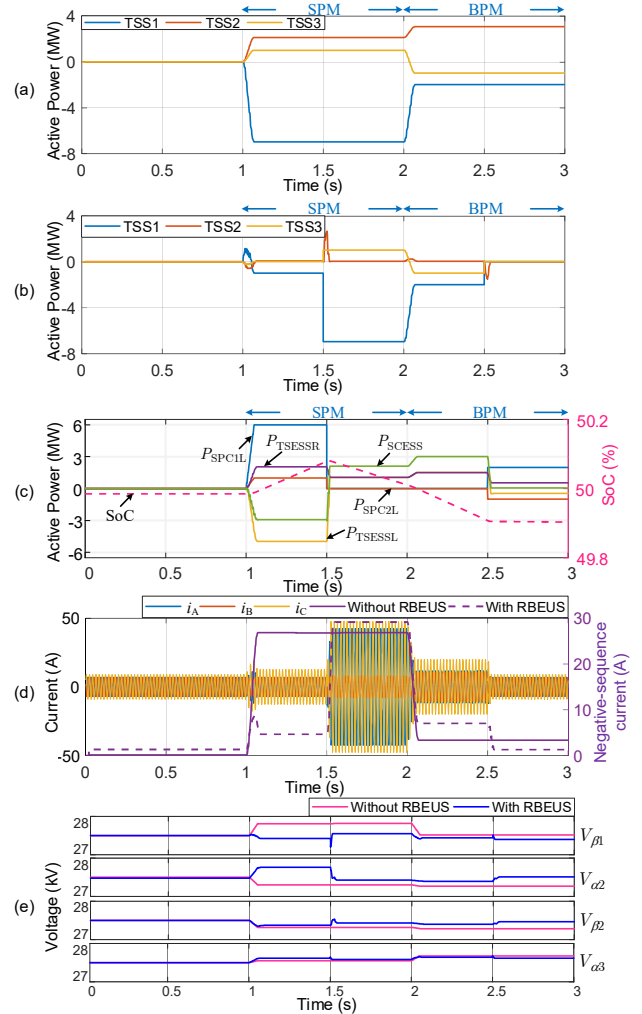 SPM BPM
4
TSS1 TSS2 TSS3
0
-4
-8
Active Power (MW)
(a)
0 0.5 1 1.5 2 2.5 3
Time (s)
SPM BPM
4
TSS1 TSS2 TSS3
0
-4
-8
Active Power (MW)
(b)
0 0.5 1 1.5 2 2.5 3
Time (s)
SPM BPM
6
3
0
-3
-6
Active Power (MW)
(c)
P_SPC1L
P_TSESSR
P_SCESS
P_SPC2L
P_TSESSL
SoC
50.2
50
49.8
SoC (%)
0 0.5 1 1.5 2 2.5 3
Time (s)
i_A i_B i_C Without RBEUS With RBEUS
50
0
-50
Current (A)
(d)
30
20
10
0
Negative-sequence
current (A)
0 0.5 1 1.5 2 2.5 3
Time (s)
Without RBEUS With RBEUS
28
27
V_β1
28
27
V_α2
28
27
V_β2
28
27
V_α3
Voltage (kV)
(e)
0 0.5 1 1.5 2 2.5 3
Time (s)